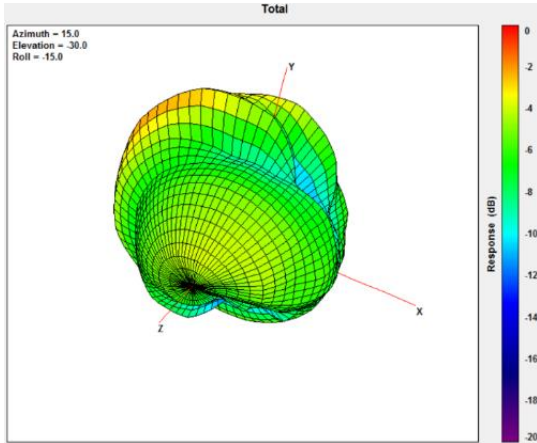 Total
Azimuth = 15.0
Elevation = -30.0
Roll = -15.0
Y
X
Z
Response (dB)
0
-2
-4
-6
-8
-10
-12
-14
-16
-18
-20